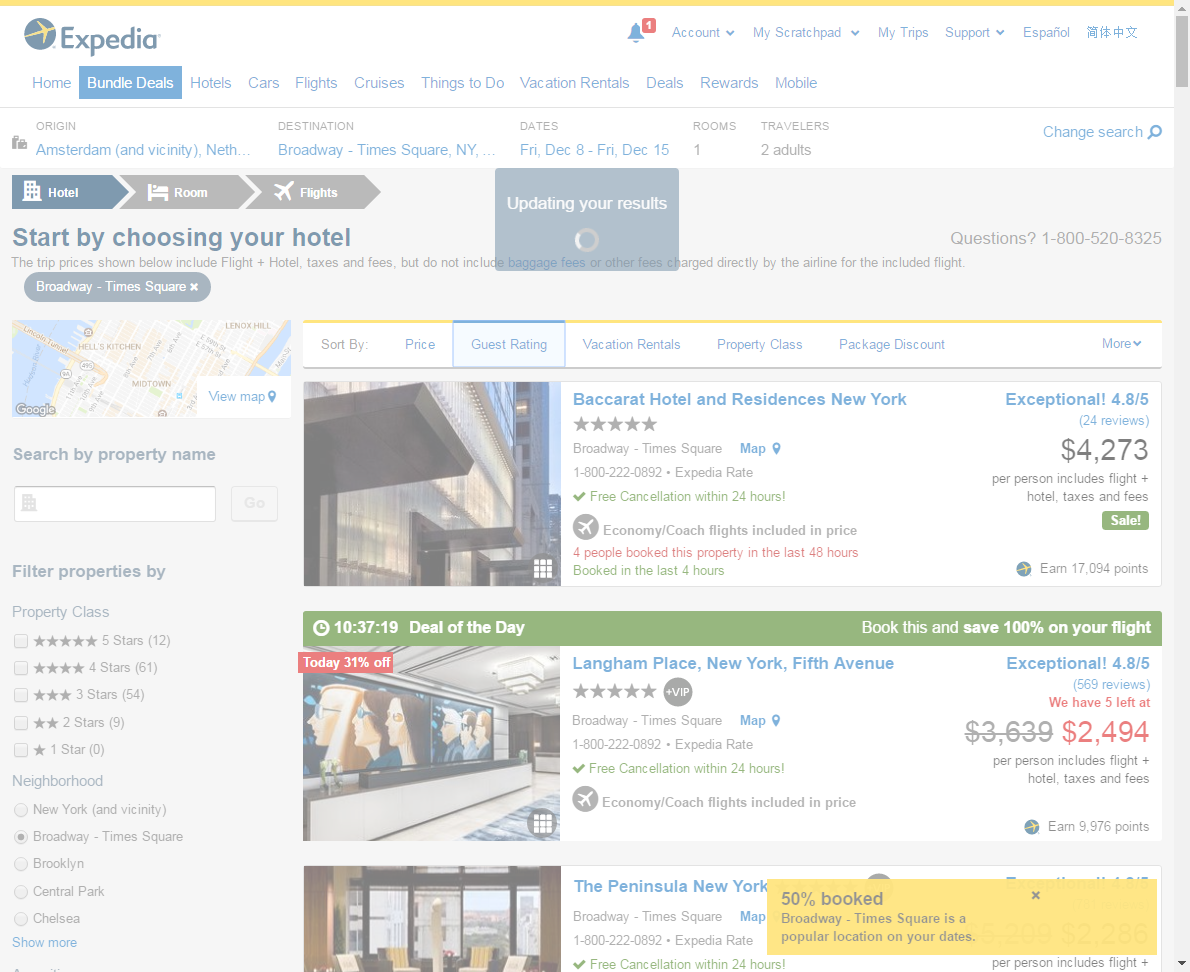 Expedia
1
Account
My Scratchpad
My Trips
Support
Español
简体中文
Home
Bundle Deals
Hotels
Cars
Flights
Cruises
Things to Do
Vacation Rentals
Deals
Rewards
Mobile
ORIGIN
Amsterdam (and vicinity), Neth...
DESTINATION
Broadway - Times Square, NY, ...
DATES
Fri, Dec 8 - Fri, Dec 15
ROOMS
1
TRAVELERS
2 adults
Change search
Hotel
Room
Flights
Updating your results
Start by choosing your hotel
Questions? 1-800-520-8325
The trip prices shown below include Flight + Hotel, taxes and fees, but do not include baggage fees or other fees charged directly by the airline for the included flight.
Broadway - Times Square ×
LENOX HILL
E 59th St
E 57th St
Lincoln Tunnel
HELL'S KITCHEN
9A
495
MIDTOWN
Google
View map
Search by property name
Go
Filter properties by
Property Class
5 Stars (12)
4 Stars (61)
3 Stars (54)
2 Stars (9)
1 Star (0)
Neighborhood
New York (and vicinity)
Broadway - Times Square
Brooklyn
Central Park
Chelsea
Show more
Sort By:
Price
Guest Rating
Vacation Rentals
Property Class
Package Discount
More
Baccarat Hotel and Residences New York
Broadway - Times Square
Map
1-800-222-0892 • Expedia Rate
Free Cancellation within 24 hours!
Economy/Coach flights included in price
4 people booked this property in the last 48 hours
Booked in the last 4 hours
Exceptional! 4.8/5
(24 reviews)
$4,273
per person includes flight +
hotel, taxes and fees
Sale!
Earn 17,094 points
10:37:19 Deal of the Day
Book this and save 100% on your flight
Today 31% off
Langham Place, New York, Fifth Avenue
+VIP
Broadway - Times Square
Map
1-800-222-0892 • Expedia Rate
Free Cancellation within 24 hours!
Economy/Coach flights included in price
Exceptional! 4.8/5
(569 reviews)
We have 5 left at
$3,639 $2,494
per person includes flight +
hotel, taxes and fees
Earn 9,976 points
The Peninsula New York
Broadway - Times Square
Map
1-800-222-0892 • Expedia Rate
Free Cancellation within 24 hours!
Exceptional! 4.8/5
$2,286
per person includes flight +
50% booked
×
Broadway - Times Square is a
popular location on your dates.